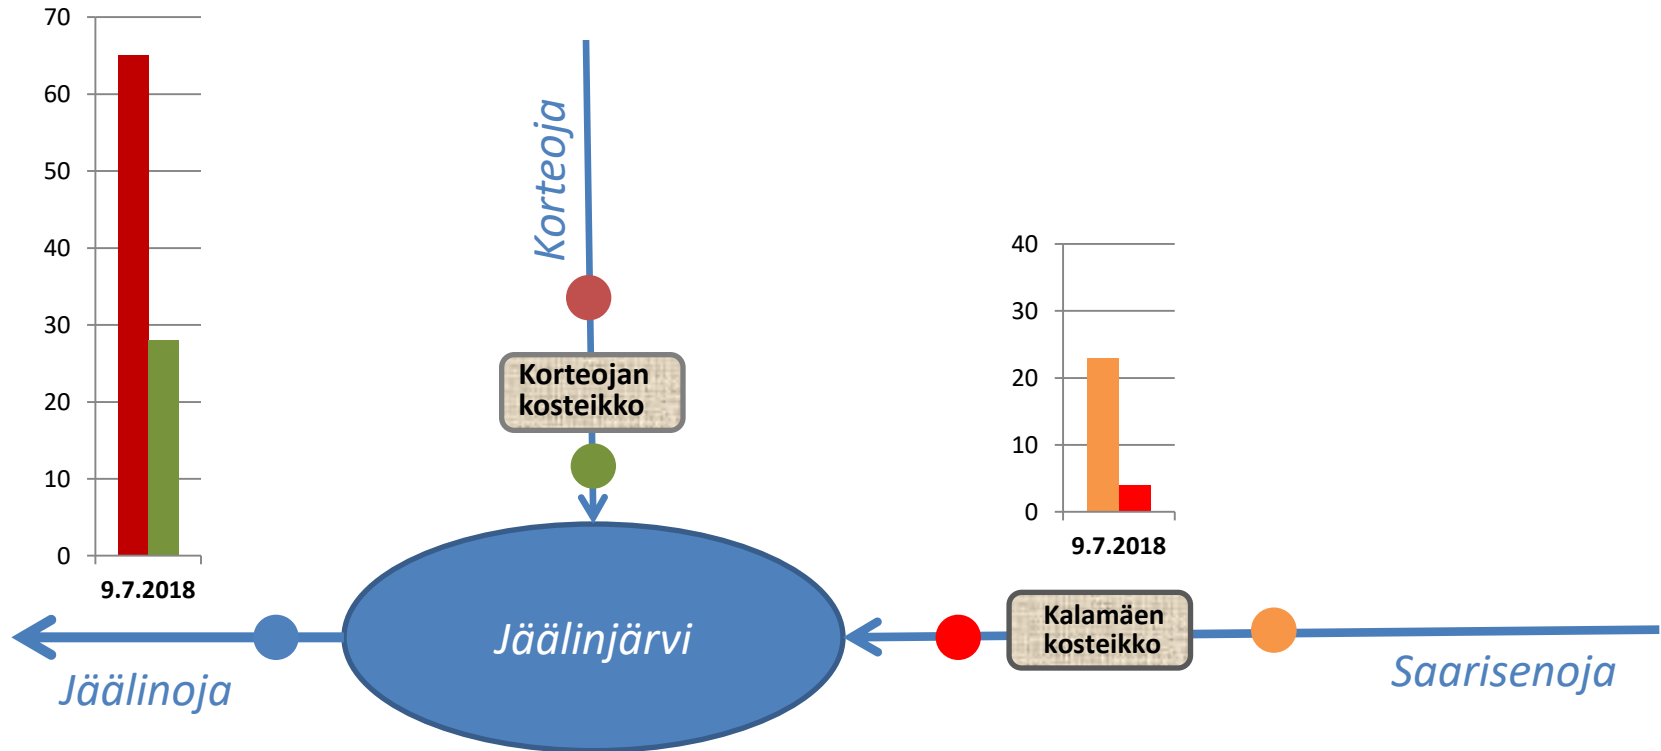 70
60
50
40
30
20
10
0
9.7.2018
Korteoja
Korteojan
kosteikko
40
30
20
10
0
9.7.2018
Kalamäen
kosteikko
Jäälinjärvi
Jäälinoja
Saarisenoja